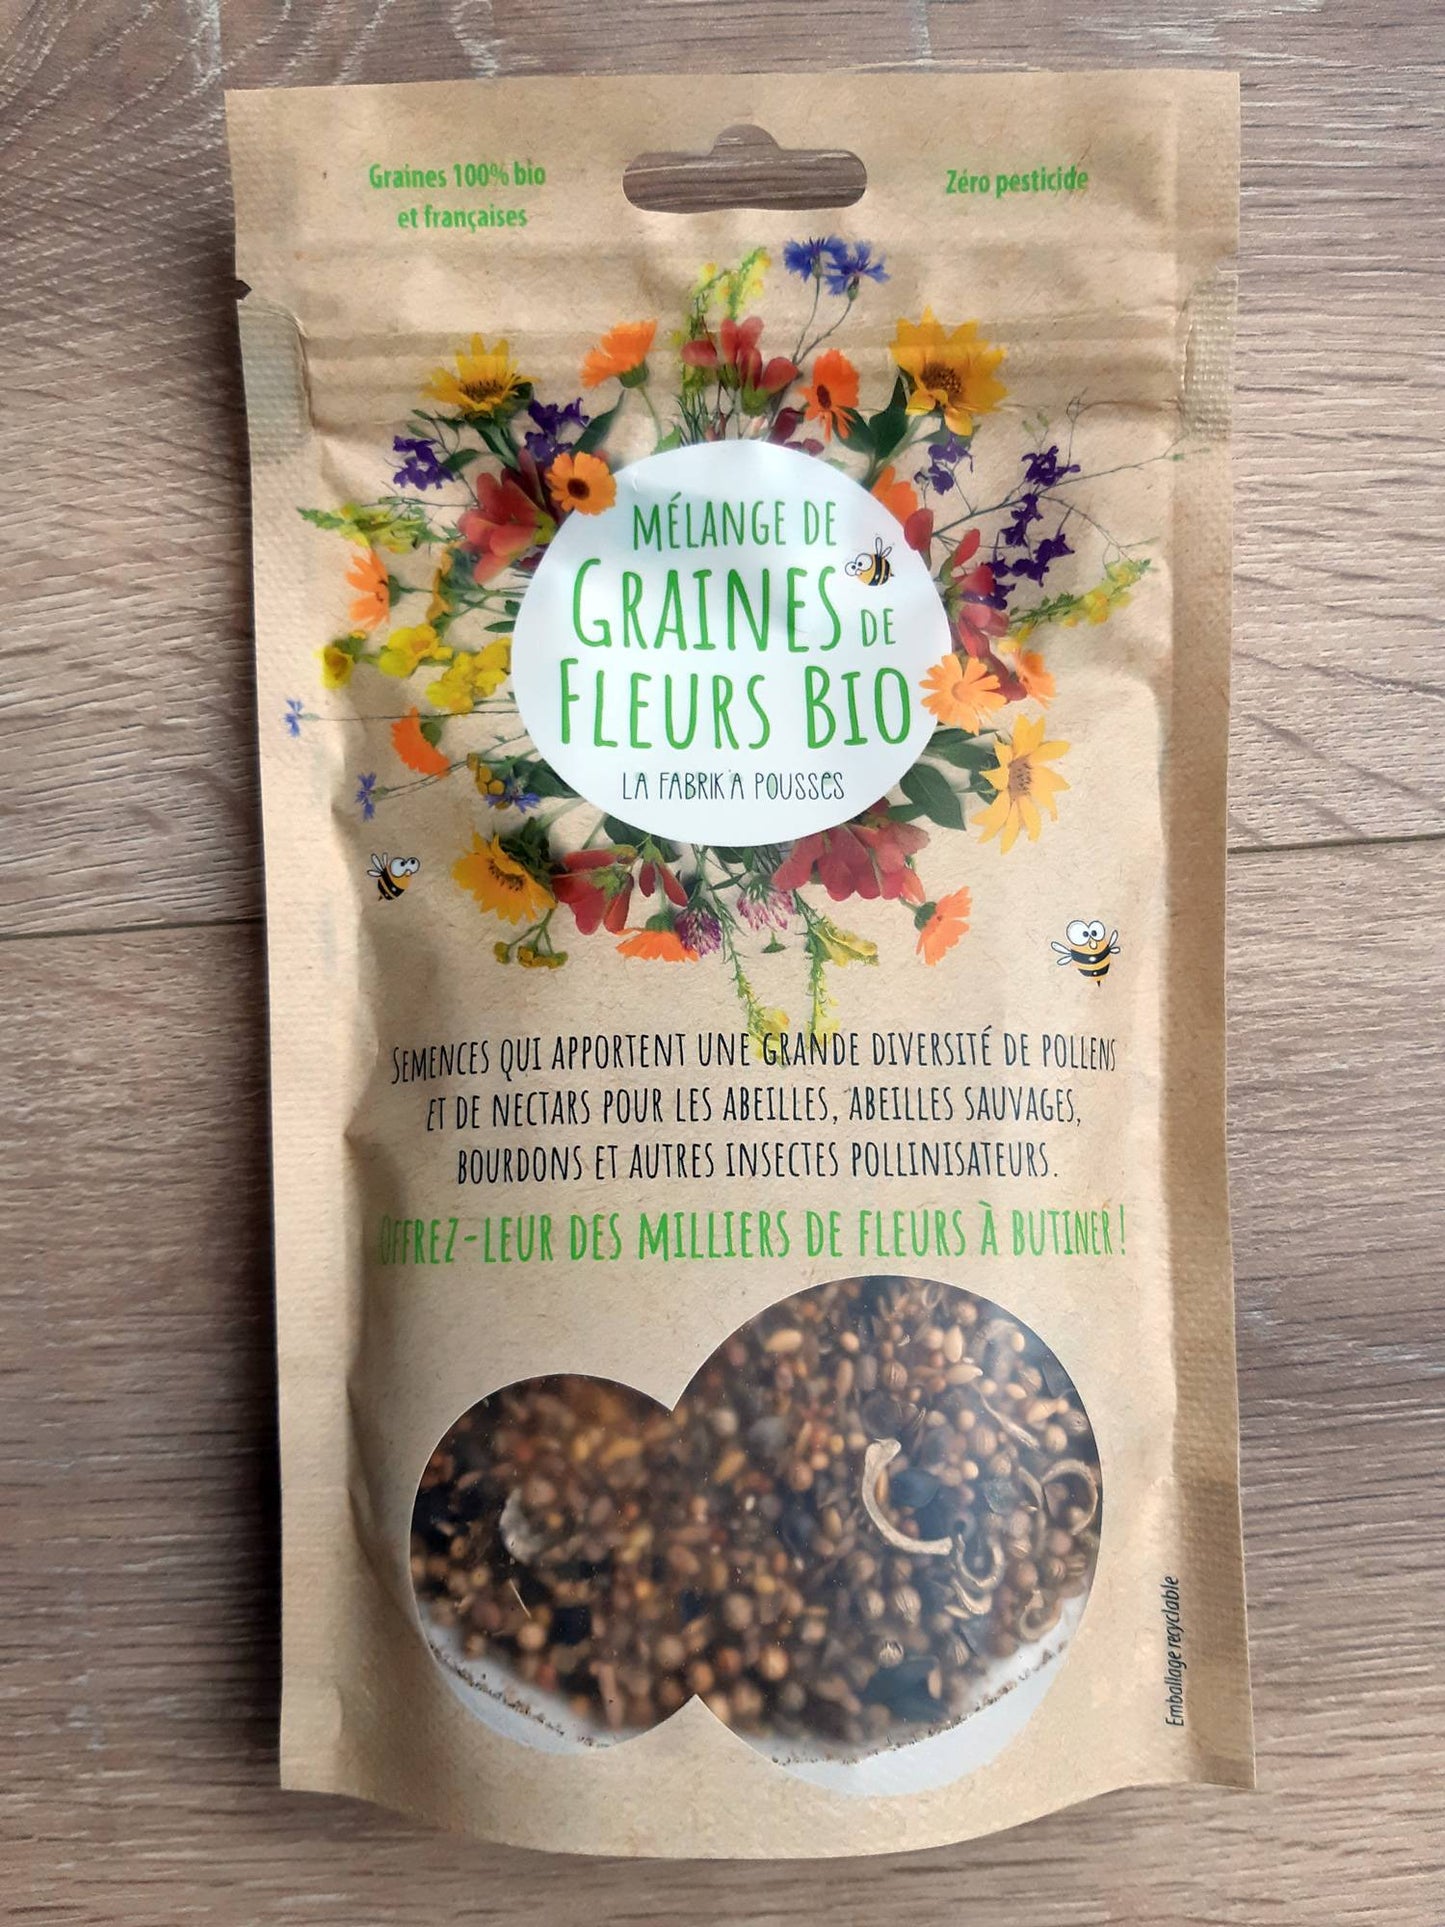 Graines 100% bio
et françaises
Zéro pesticide
MÉLANGE DE
GRAINES DE
FLEURS BIO
LA FABRIK'A POUSSES
SEMENCES QUI APPORTENT UNE GRANDE DIVERSITÉ DE POLLENS
ET DE NECTARS POUR LES ABEILLES, ABEILLES SAUVAGES,
BOURDONS ET AUTRES INSECTES POLLINISATEURS.
OFFREZ-LEUR DES MILLIERS DE FLEURS À BUTINER !
Emballage recyclable